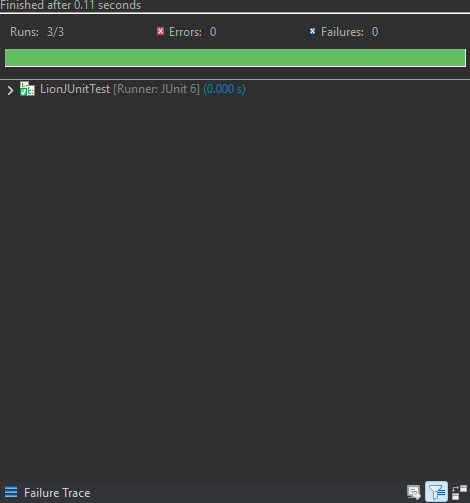 Finished after 0.11 seconds
Runs: 3/3 Errors: 0 Failures: 0
LionJUnitTest [Runner: JUnit 6] (0.000 s)
Failure Trace